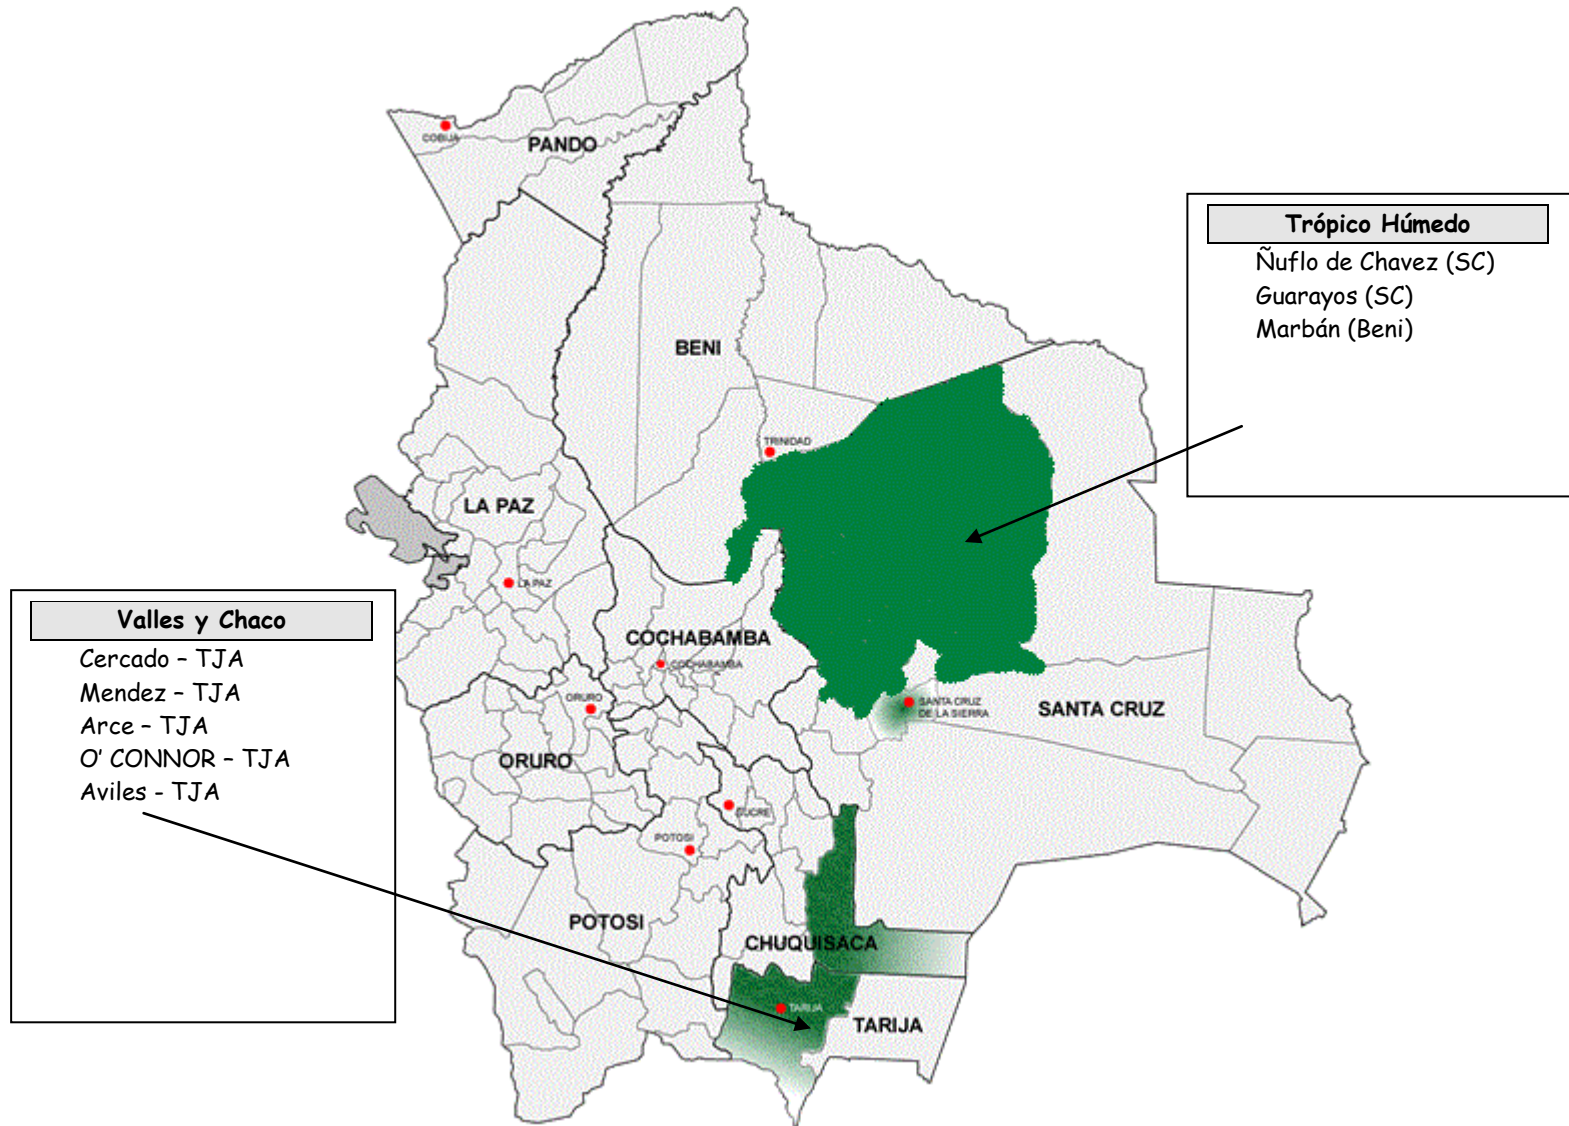 COBIJA
PANDO
Trópico Húmedo
Ñuflo de Chavez (SC)
Guarayos (SC)
Marbán (Beni)
BENI
TRINIDAD
LA PAZ
LA PAZ
Valles y Chaco
Cercado – TJA
Mendez – TJA
Arce – TJA
O' CONNOR – TJA
Aviles - TJA
COCHABAMBA
COCHABAMBA
ORURO
ORURO
SANTA CRUZ
DE LA SIERRA
SANTA CRUZ
SUCRE
POTOSI
POTOSI
CHUQUISACA
TARIJA
TARIJA